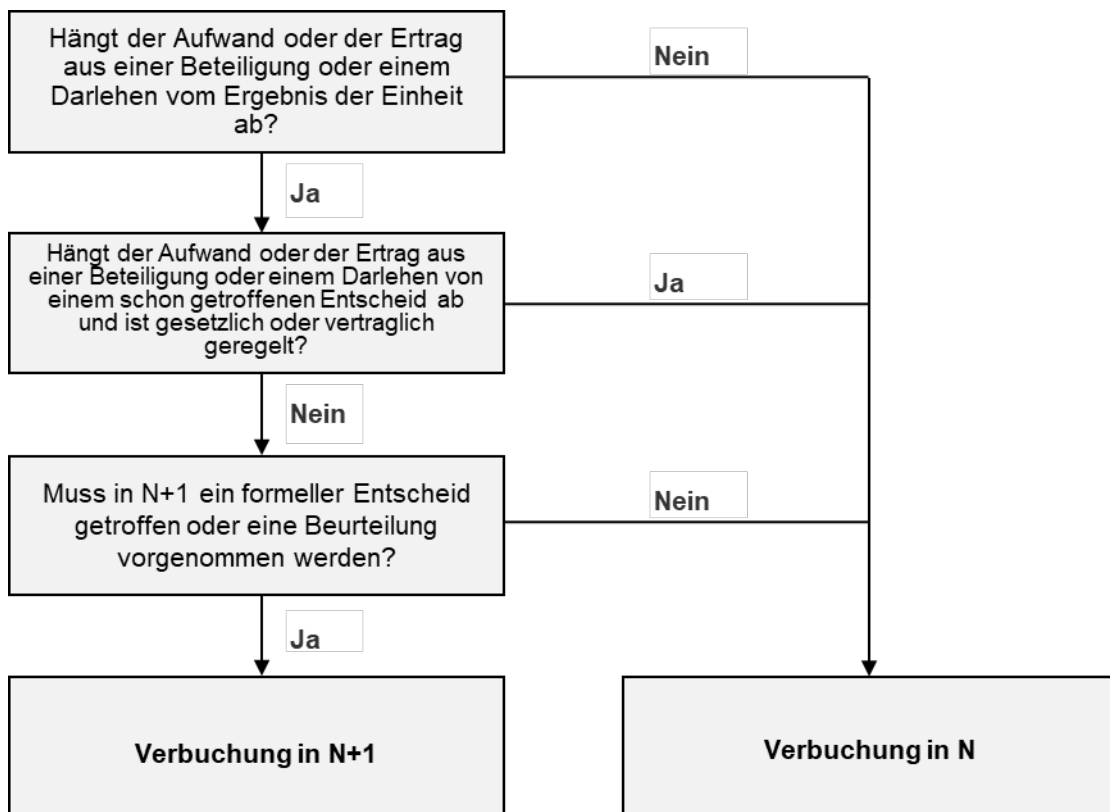 Hängt der Aufwand oder der Ertrag
aus einer Beteiligung oder einem
Darlehen vom Ergebnis der Einheit
ab?
Nein
Ja
Hängt der Aufwand oder der Ertrag aus
einer Beteiligung oder einem Darlehen von
einem schon getroffenen Entscheid ab
und ist gesetzlich oder vertraglich
geregelt?
Ja
Nein
Muss in N+1 ein formeller Entscheid
getroffen oder eine Beurteilung
vorgenommen werden?
Nein
Ja
Verbuchung in N+1
Verbuchung in N